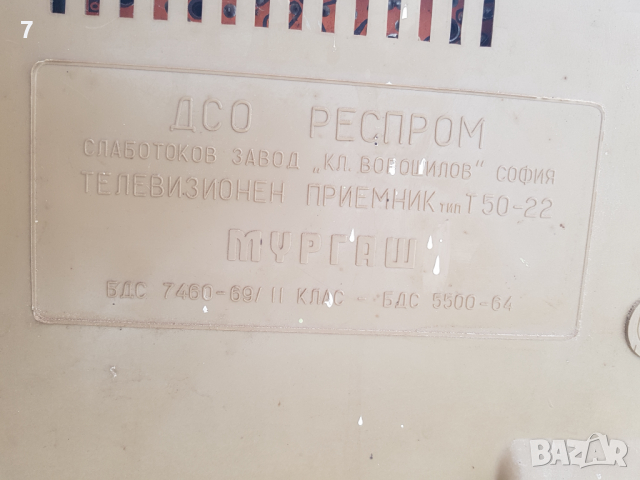 7
ДСО РЕСПРОМ
СЛАБОТОКОВ ЗАВОД „КЛ. ВОРОШИЛОВ" СОФИЯ
ТЕЛЕВИЗИОНЕН ПРИЕМНИК тип Т 50-22
МУРГАШ
БДС 7460-69/ II КЛАС - БДС 5500-64
BAZAR